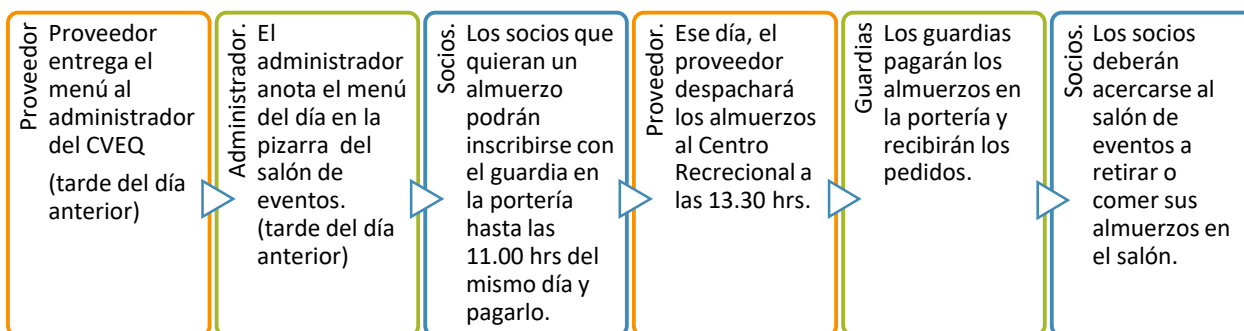 Proveedor
Proveedor
entrega el
menú al
administrador
del CVEQ
(tarde del día
anterior)
Administrador.
El
administrador
anota el menú
del día en la
pizarra del
salón de
eventos.
(tarde del día
anterior)
Socios.
Los socios que
quieran un
almuerzo
podrán
inscribirse con
el guardia en
la portería
hasta las
11.00 hrs del
mismo día y
pagarlo.
Proveedor.
Ese día, el
proveedor
despachará
los almuerzos
al Centro
Recrecional a
las 13.30 hrs.
Guardias
Los guardias
pagarán los
almuerzos en
la portería y
recibirán los
pedidos.
Socios.
Los socios
deberán
acercarse al
salón de
eventos a
retirar o
comer sus
almuerzos en
el salón.